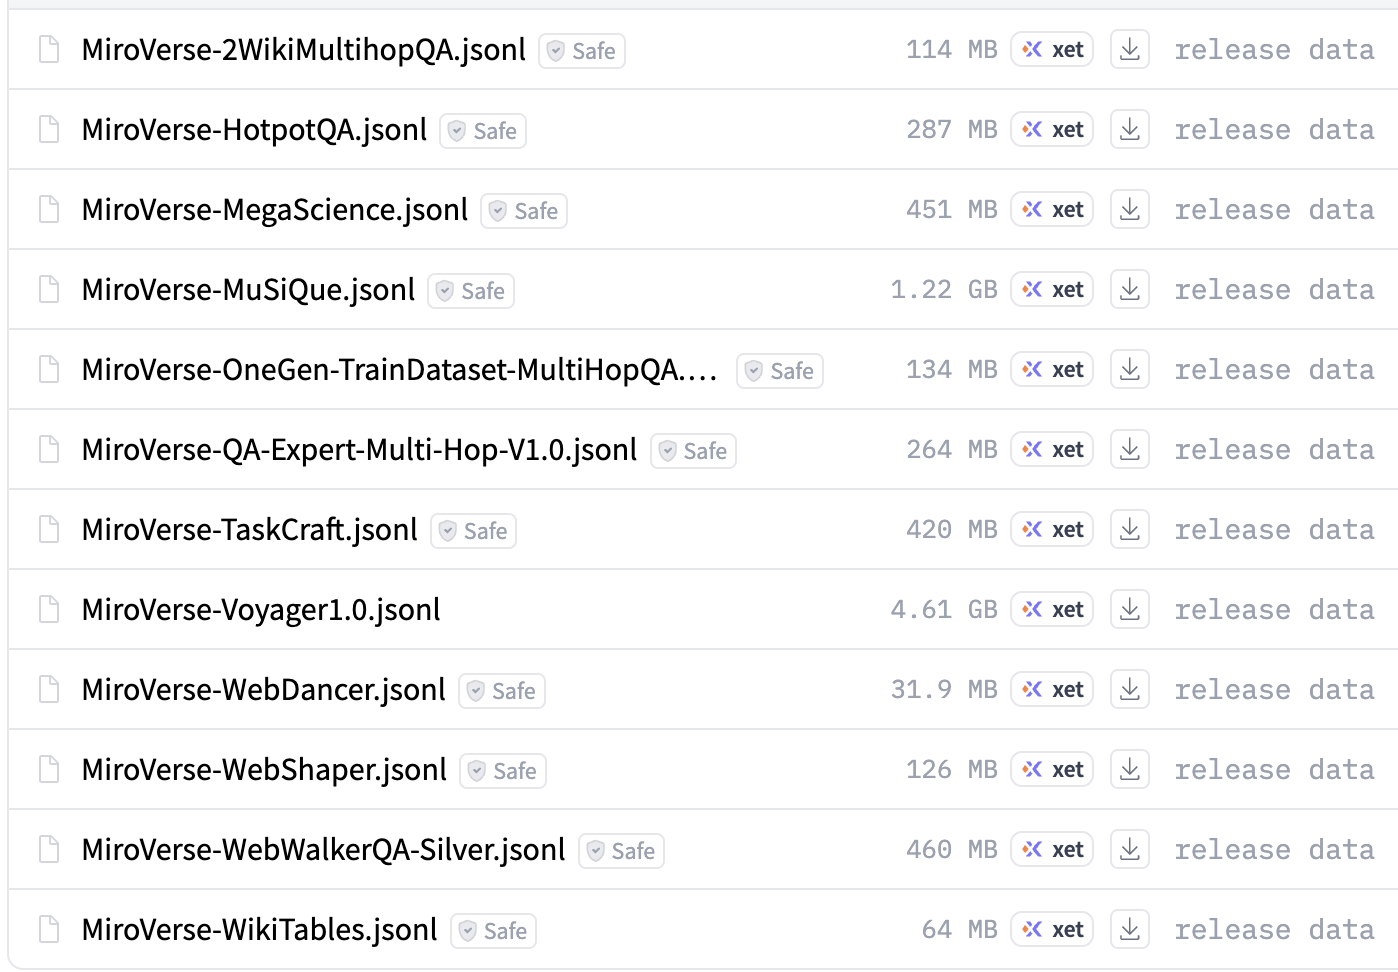 MiroVerse-2WikiMultihopQA.jsonl Safe 114 MB xet release data
MiroVerse-HotpotQA.jsonl Safe 287 MB xet release data
MiroVerse-MegaScience.jsonl Safe 451 MB xet release data
MiroVerse-MuSiQue.jsonl Safe 1.22 GB xet release data
MiroVerse-OneGen-TrainDataset-MultiHopQA.... Safe 134 MB xet release data
MiroVerse-QA-Expert-Multi-Hop-V1.0.jsonl Safe 264 MB xet release data
MiroVerse-TaskCraft.jsonl Safe 420 MB xet release data
MiroVerse-Voyager1.0.jsonl 4.61 GB xet release data
MiroVerse-WebDancer.jsonl Safe 31.9 MB xet release data
MiroVerse-WebShaper.jsonl Safe 126 MB xet release data
MiroVerse-WebWalkerQA-Silver.jsonl Safe 460 MB xet release data
MiroVerse-WikiTables.jsonl Safe 64 MB xet release data